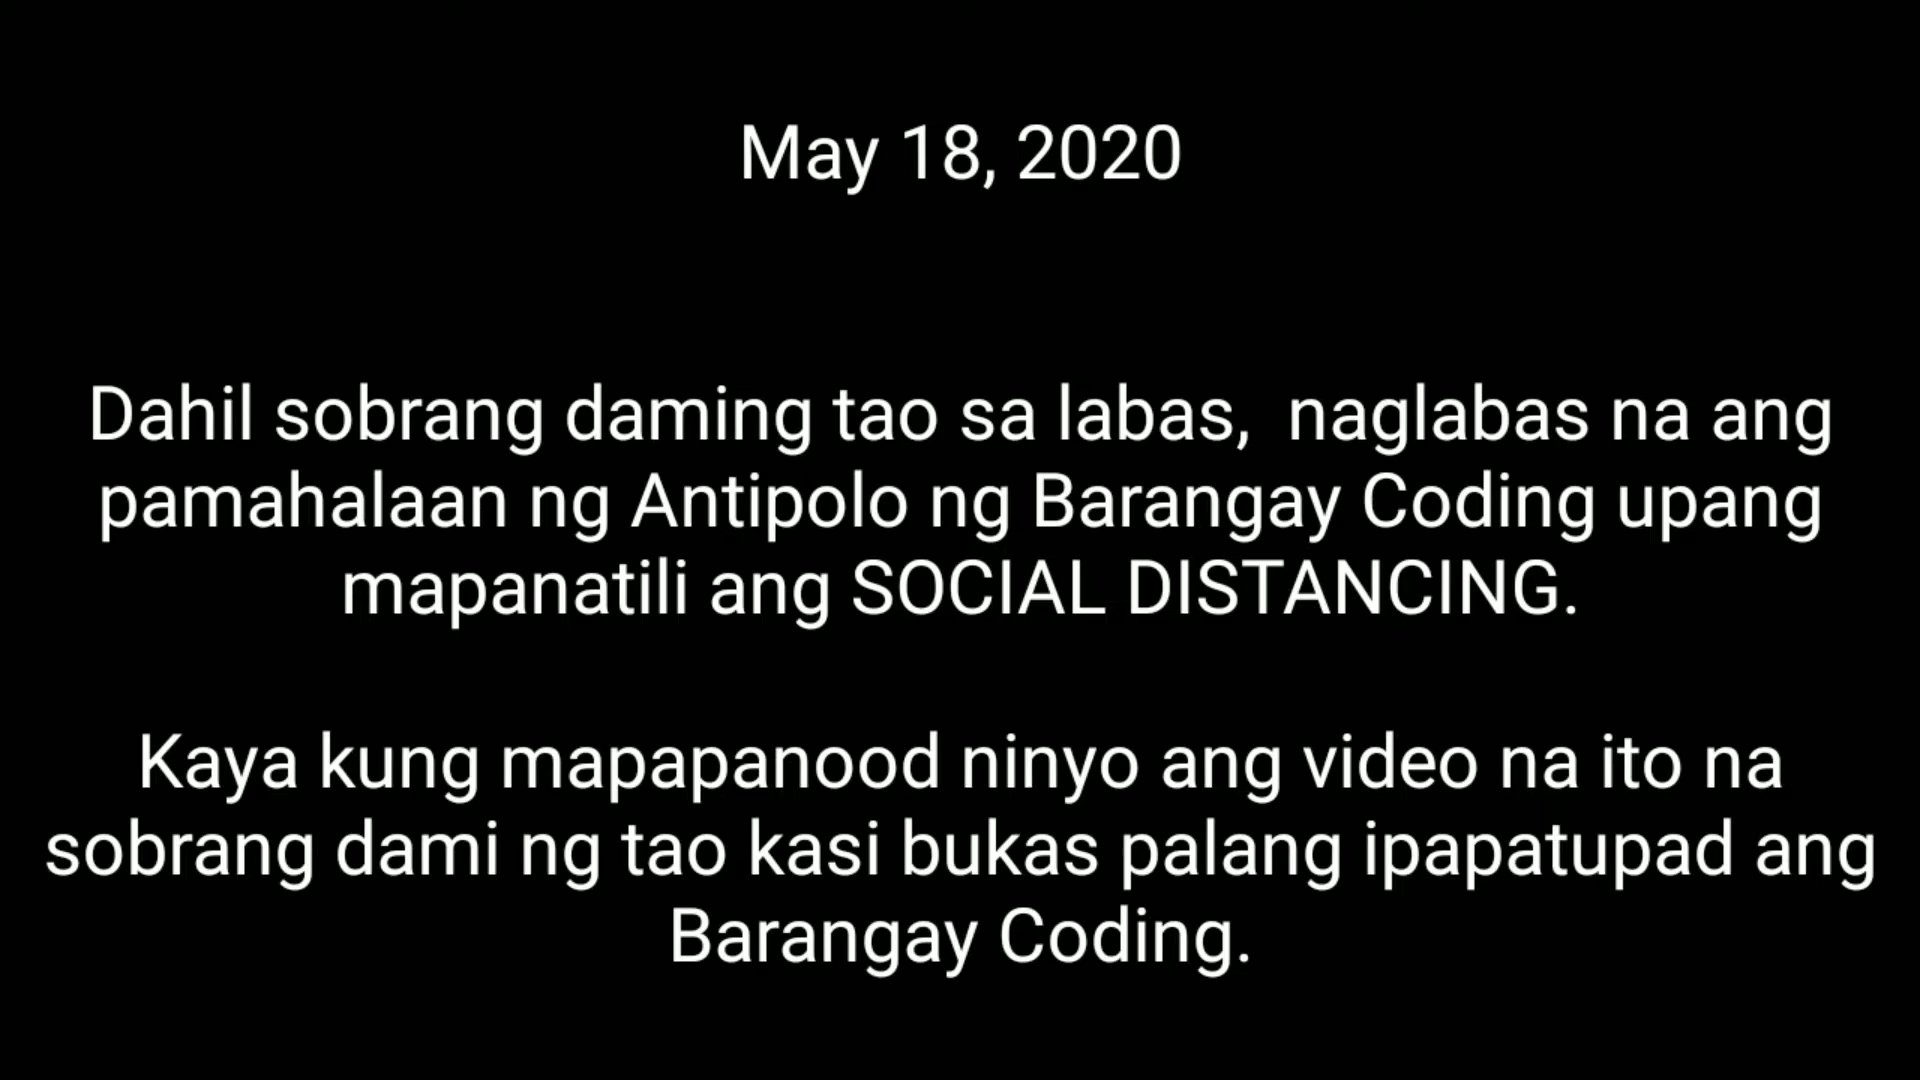 May 18, 2020
Dahil sobrang daming tao sa labas,  naglabas na ang
pamahalaan ng Antipolo ng Barangay Coding upang
mapanatili ang SOCIAL DISTANCING.
Kaya kung mapapanood ninyo ang video na ito na
sobrang dami ng tao kasi bukas palang ipapatupad ang
Barangay Coding.